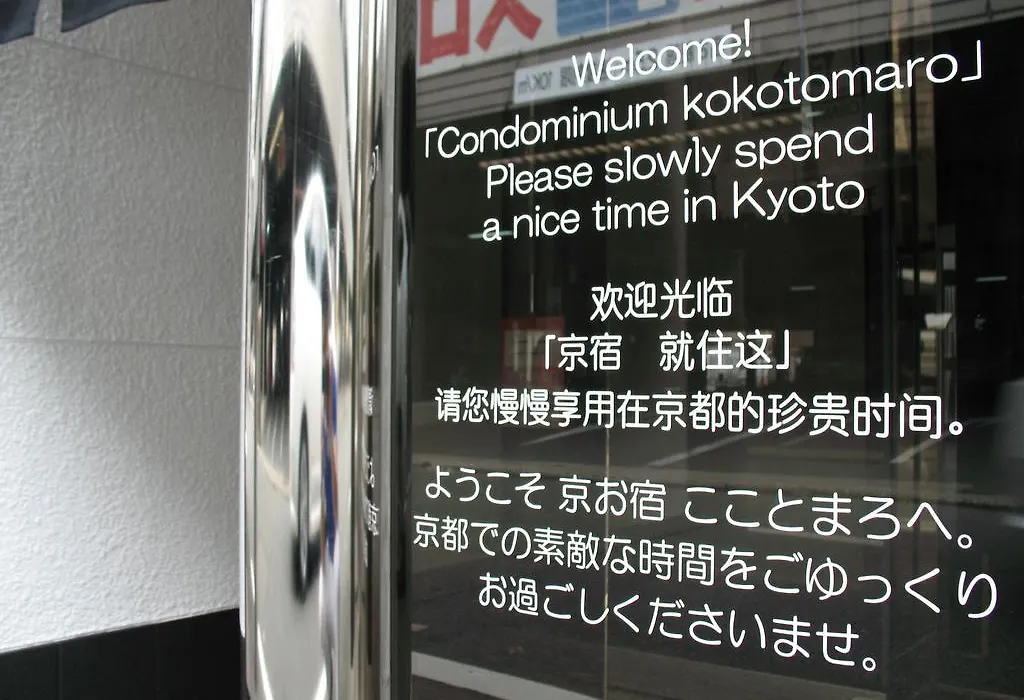 Welcome!
「Condominium kokotomaro」
Please slowly spend
a nice time in Kyoto
欢迎光临
「京宿　就住这」
请您慢慢享用在京都的珍贵时间。
ようこそ 京お宿 こことまろへ。
京都での素敵な時間をごゆっくり
お過ごしくださいませ。